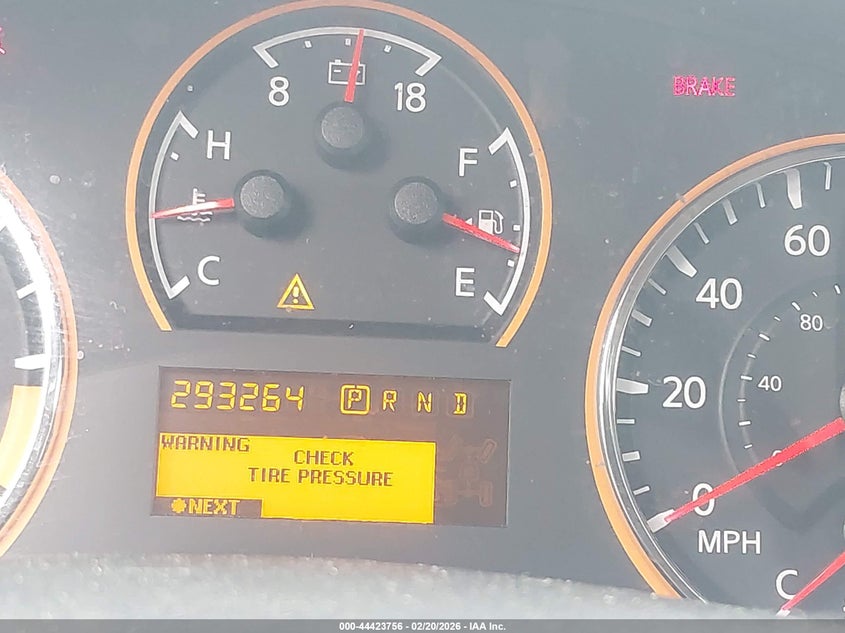 8
18
BRAKE
H
F
C
E
60
40
80
20
40
0
MPH
C
293264 P R N D
WARNING
CHECK
TIRE PRESSURE
NEXT
000-44423756 - 02/20/2026 - IAA Inc.